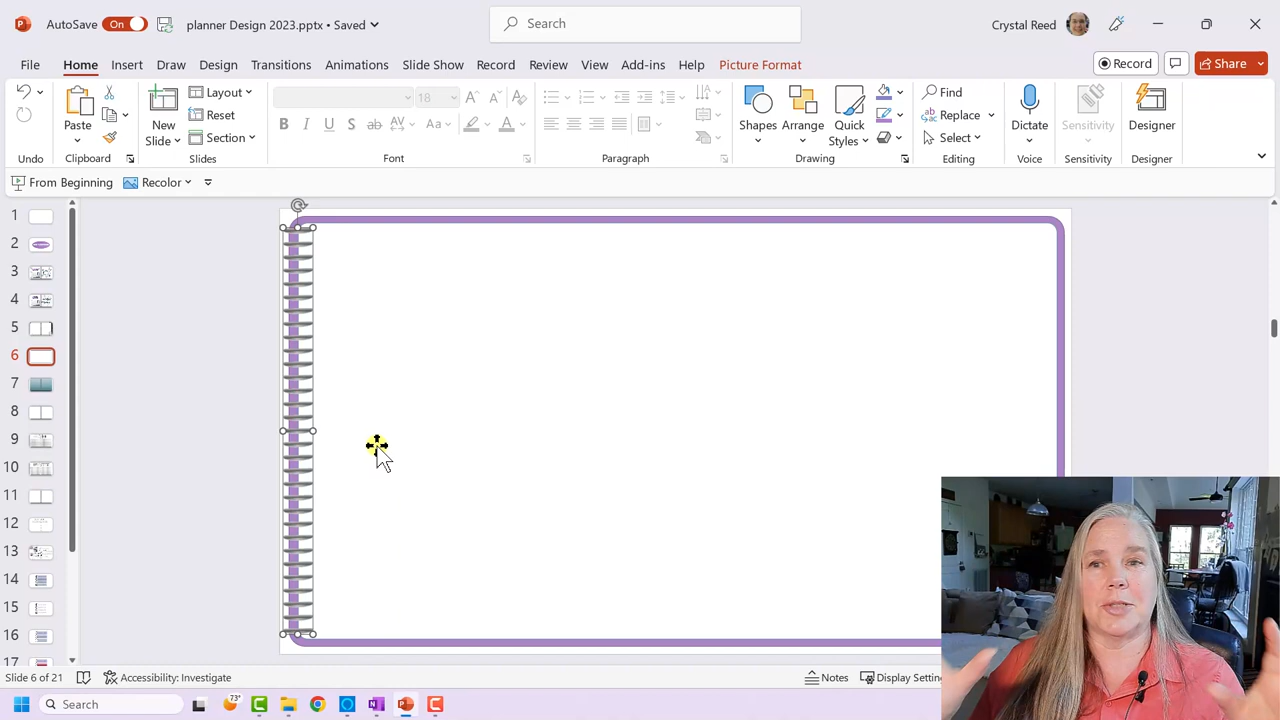 AutoSave On planner Design 2023.pptx • Saved Search Crystal Reed
File Home Insert Draw Design Transitions Animations Slide Show Record Review View Add-ins Help Picture Format Record Share
Paste New Slide Layout Reset Section 18 Shapes Arrange Quick Styles Find Replace Select Dictate Sensitivity Designer
Undo Clipboard Slides Font Paragraph Drawing Editing Voice Sensitivity Designer
From Beginning Recolor
1
2
3
4
5
6
7
8
9
10
11
12
13
14
15
16
17
Slide 6 of 21 Accessibility: Investigate Notes Display Settin
Search 73°